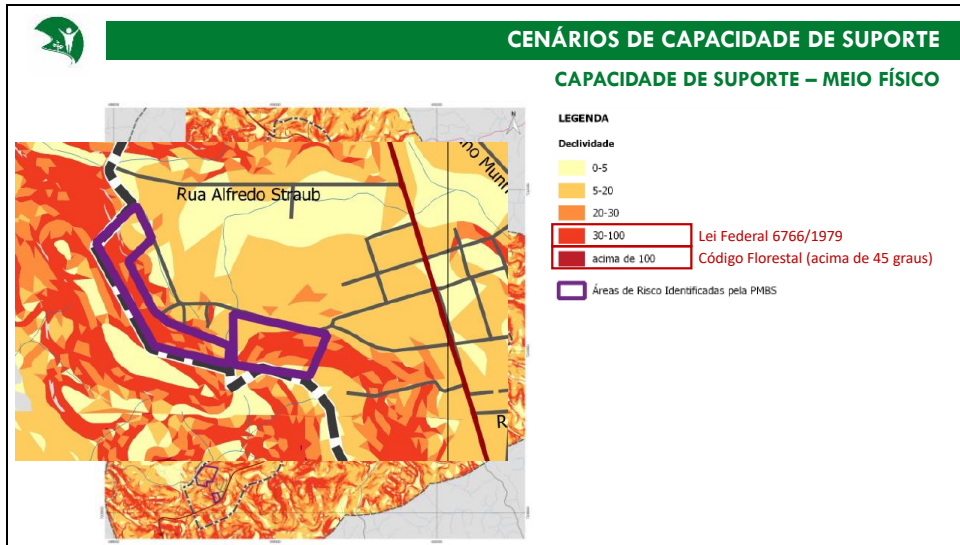 CENÁRIOS DE CAPACIDADE DE SUPORTE
CAPACIDADE DE SUPORTE – MEIO FÍSICO
LEGENDA
Declividade
0-5
5-20
20-30
30-100 Lei Federal 6766/1979
acima de 100 Código Florestal (acima de 45 graus)
Áreas de Risco Identificadas pela PMBS
N
Rua Alfredo Straub
R